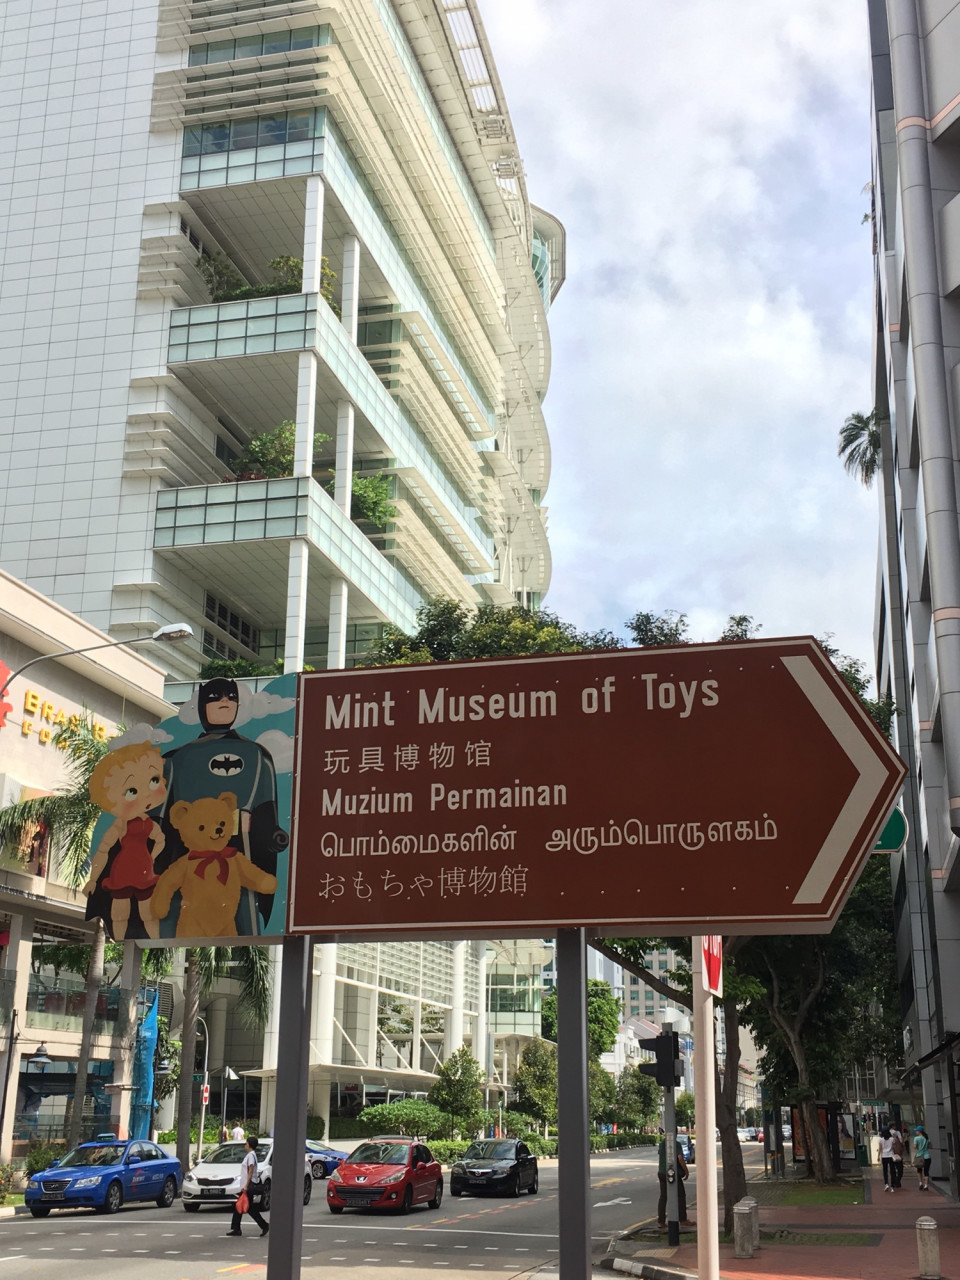 Mint Museum of Toys
玩具博物馆
Muzium Permainan
பொம்மைகளின் அரும்பொருளகம்
おもちゃ博物館